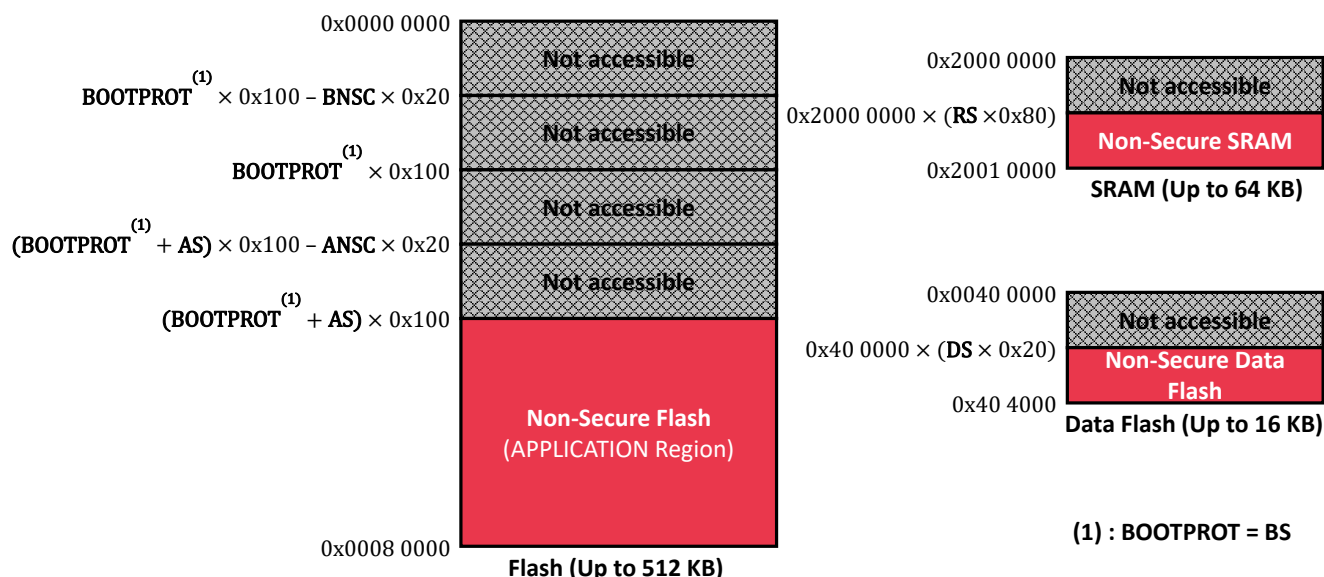 0x0000 0000
Not accessible
BOOTPROT(1) × 0x100 – BNSC × 0x20
Not accessible
BOOTPROT(1) × 0x100
Not accessible
(BOOTPROT(1) + AS) × 0x100 – ANSC × 0x20
Not accessible
(BOOTPROT(1) + AS) × 0x100
Non-Secure Flash
(APPLICATION Region)
0x0008 0000
Flash (Up to 512 KB)
0x2000 0000
Not accessible
0x2000 0000 × (RS ×0x80)
Non-Secure SRAM
0x2001 0000
SRAM (Up to 64 KB)
0x0040 0000
Not accessible
0x40 0000 × (DS × 0x20)
Non-Secure Data
Flash
0x40 4000
Data Flash (Up to 16 KB)
(1) : BOOTPROT = BS